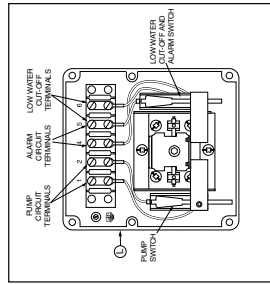 PUMP
CIRCUIT
TERMINALS
ALARM
CIRCUIT
TERMINALS
LOW WATER
CUT-OFF
TERMINALS
1
2
4
5
6
L
PUMP
SWITCH
LOW WATER
CUT-OFF AND
ALARM SWITCH